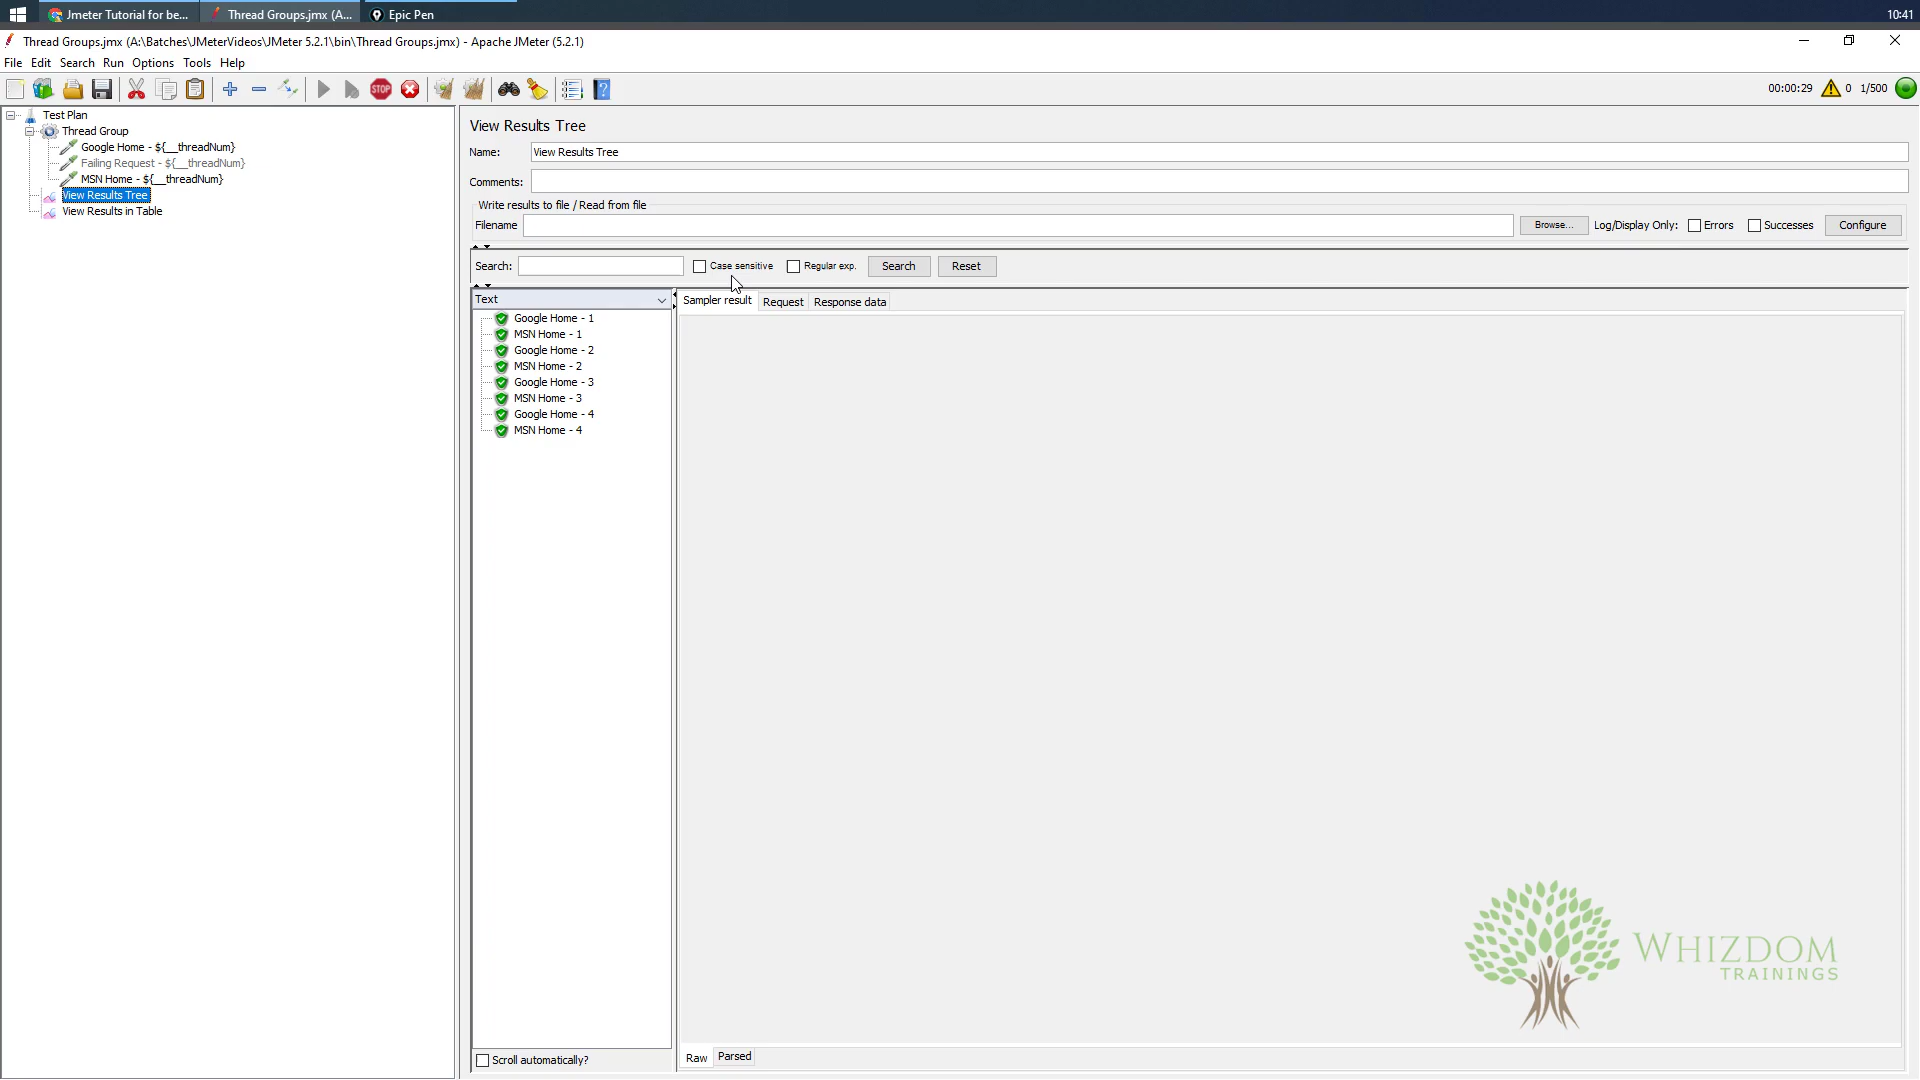 Jmeter Tutorial for be...
Thread Groups.jmx (A...
Epic Pen
10:41
Thread Groups.jmx (A:\Batches\JMeterVideos\JMeter 5.2.1\bin\Thread Groups.jmx) - Apache JMeter (5.2.1)
File Edit Search Run Options Tools Help
STOP
00:00:29 0 1/500
Test Plan
Thread Group
Google Home - ${__threadNum}
Failing Request - ${__threadNum}
MSN Home - ${__threadNum}
View Results Tree
View Results in Table
View Results Tree
Name: View Results Tree
Comments:
Write results to file / Read from file
Filename Browse... Log/Display Only: Errors Successes Configure
Search: Case sensitive Regular exp. Search Reset
Text
Sampler result Request Response data
Google Home - 1
MSN Home - 1
Google Home - 2
MSN Home - 2
Google Home - 3
MSN Home - 3
Google Home - 4
MSN Home - 4
WHIZDOM
TRAININGS
Scroll automatically?
Raw Parsed